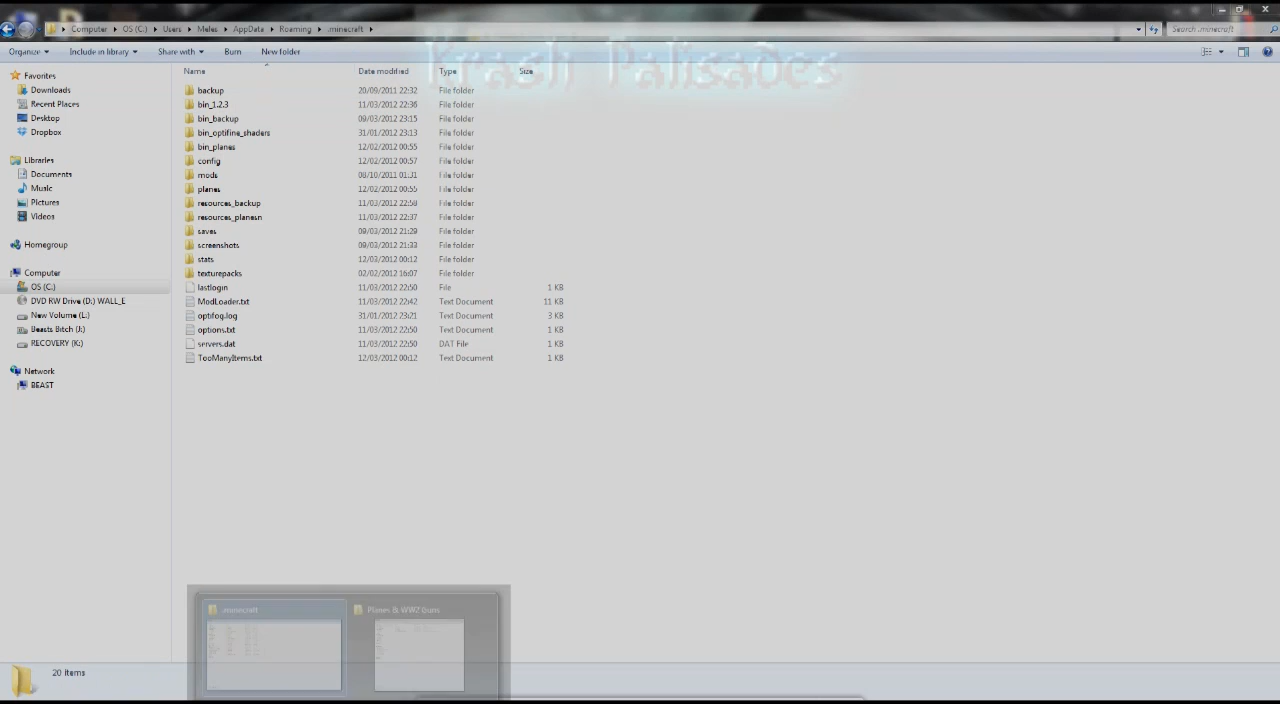 Krash Palisades
Computer OS (C:) Users Meles AppData Roaming .minecraft
Search .minecraft
Organize Include in library Share with Burn New folder
Name Date modified Type Size
Favorites
Downloads
Recent Places
Desktop
Dropbox
Libraries
Documents
Music
Pictures
Videos
Homegroup
Computer
OS (C:)
DVD RW Drive (D:) WALL_E
New Volume (E:)
Beasts Bitch (J:)
RECOVERY (K:)
Network
BEAST
backup 20/09/2011 22:32 File folder
bin_1.2.3 11/03/2012 22:36 File folder
bin_backup 09/03/2012 23:15 File folder
bin_optifine_shaders 31/01/2012 23:13 File folder
bin_planes 12/02/2012 00:55 File folder
config 12/02/2012 00:57 File folder
mods 08/10/2011 01:31 File folder
planes 12/02/2012 00:55 File folder
resources_backup 11/03/2012 22:58 File folder
resources_planesn 11/03/2012 22:37 File folder
saves 09/03/2012 21:29 File folder
screenshots 09/03/2012 21:33 File folder
stats 12/03/2012 00:12 File folder
texturepacks 02/02/2012 16:07 File folder
lastlogin 11/03/2012 22:50 File 1 KB
ModLoader.txt 11/03/2012 22:42 Text Document 11 KB
optifog.log 31/01/2012 23:21 Text Document 3 KB
options.txt 11/03/2012 22:50 Text Document 1 KB
servers.dat 11/03/2012 22:50 DAT File 1 KB
TooManyItems.txt 12/03/2012 00:12 Text Document 1 KB
.minecraft Planes & WW2 Guns
20 items